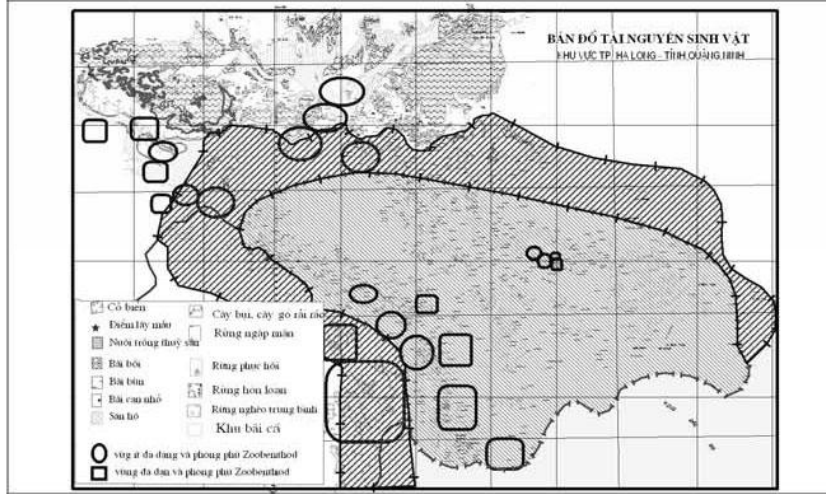 BẢN ĐỒ TÀI NGUYÊN SINH VẬT
KHU VỰC TP. HẠ LONG - TỈNH QUẢNG NINH
Cỏ biển
Điểm lấy mẫu
Nuôi trồng thuỷ sản
Bãi bồi
Bãi bùn
Bãi cạn nhỏ
San hô
Cây bụi, cây gỗ rải rác
Rừng ngập mặn
Rừng phục hồi
Rừng hỗn loạn
Rừng nghèo trung bình
Khu bãi cá
vùg ít đa dạng và phong phú Zoobenthod
vùng đa dạn và phong phú Zoobenthod